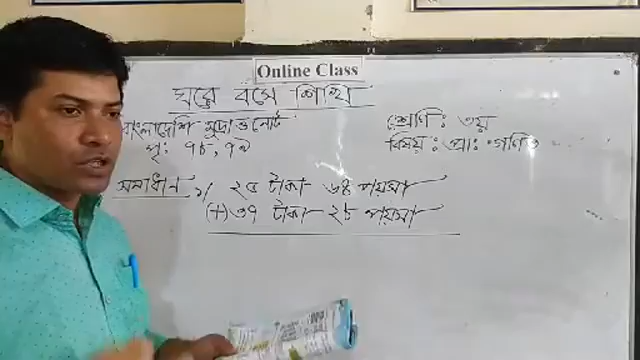 Online Class
ঘরে বসে শিখি
বাংলাদেশি মুদ্রা ও নোট
পৃ: ৭৮, ৭৯
শ্রেণি: ৩য়
বিষয়: প্রা: গণিত
সমাধান ১/ ২৫ টাকা ৬৪ পয়সা
(+) ৩৭ টাকা ২৮ পয়সা